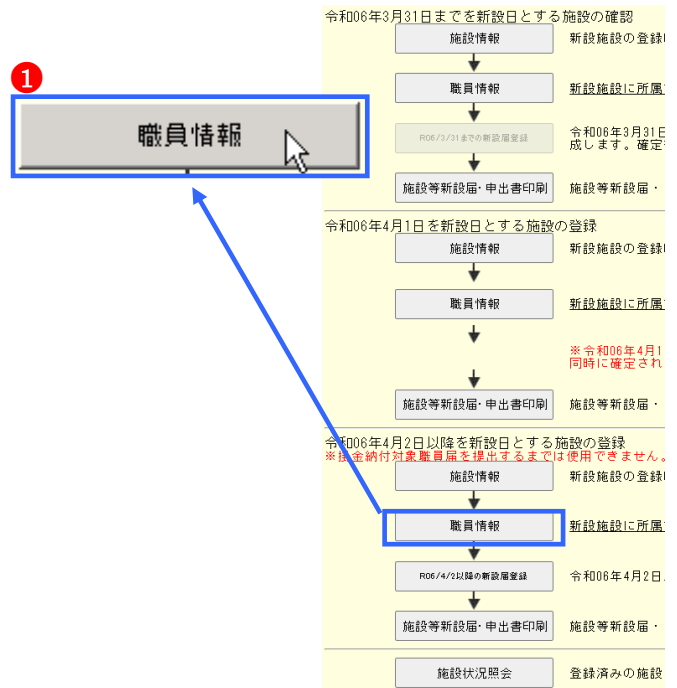 令和06年3月31日までを新設日とする施設の確認
施設情報
新設施設の登録
1
職員情報
職員情報
新設施設に所属
R06/3/31までの新設届登録
令和06年3月31日
成します。確定
施設等新設届・申出書印刷
施設等新設届・
令和06年4月1日を新設日とする施設の登録
施設情報
新設施設の登録
職員情報
新設施設に所属
※令和06年4月1
同時に確定され
施設等新設届・申出書印刷
施設等新設届・
令和06年4月2日以降を新設日とする施設の登録
※掛金納付対象職員届を提出するまでは使用できません。
施設情報
新設施設の登録
職員情報
新設施設に所属
R06/4/2以降の新設届登録
令和06年4月2日
施設等新設届・申出書印刷
施設等新設届・
施設状況照会
登録済みの施設